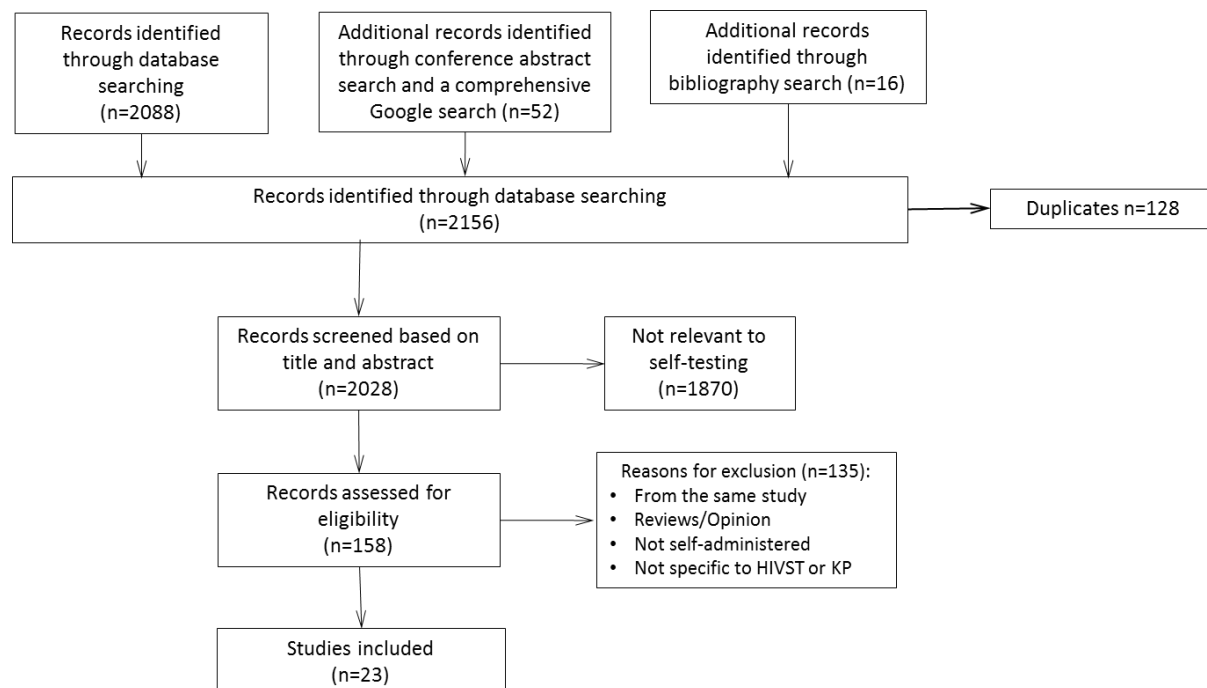 Records identified
through database
searching
(n=2088)
Additional records identified
through conference abstract
search and a comprehensive
Google search (n=52)
Additional records
identified through
bibliography search (n=16)
Records identified through database searching
(n=2156)
Duplicates n=128
Records screened based on
title and abstract
(n=2028)
Not relevant to
self-testing
(n=1870)
Records assessed for
eligibility
(n=158)
Reasons for exclusion (n=135):
• From the same study
• Reviews/Opinion
• Not self-administered
• Not specific to HIVST or KP
Studies included
(n=23)